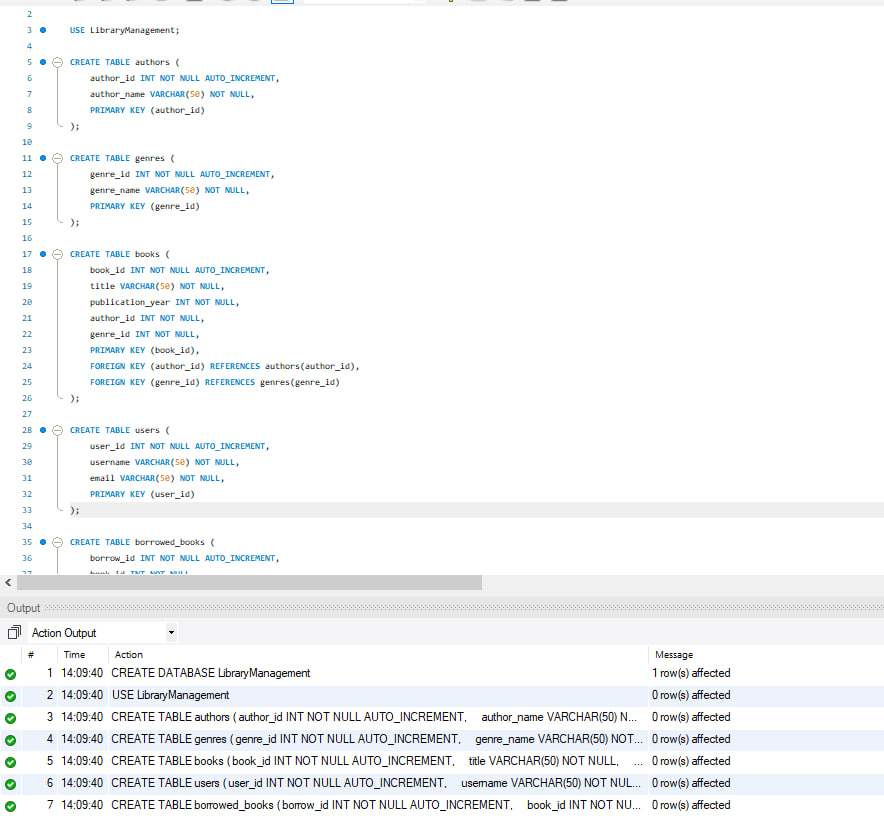 2
3 USE LibraryManagement;
4
5 CREATE TABLE authors (
6 author_id INT NOT NULL AUTO_INCREMENT,
7 author_name VARCHAR(50) NOT NULL,
8 PRIMARY KEY (author_id)
9 );
10
11 CREATE TABLE genres (
12 genre_id INT NOT NULL AUTO_INCREMENT,
13 genre_name VARCHAR(50) NOT NULL,
14 PRIMARY KEY (genre_id)
15 );
16
17 CREATE TABLE books (
18 book_id INT NOT NULL AUTO_INCREMENT,
19 title VARCHAR(50) NOT NULL,
20 publication_year INT NOT NULL,
21 author_id INT NOT NULL,
22 genre_id INT NOT NULL,
23 PRIMARY KEY (book_id),
24 FOREIGN KEY (author_id) REFERENCES authors(author_id),
25 FOREIGN KEY (genre_id) REFERENCES genres(genre_id)
26 );
27
28 CREATE TABLE users (
29 user_id INT NOT NULL AUTO_INCREMENT,
30 username VARCHAR(50) NOT NULL,
31 email VARCHAR(50) NOT NULL,
32 PRIMARY KEY (user_id)
33 );
34
35 CREATE TABLE borrowed_books (
36 borrow_id INT NOT NULL AUTO_INCREMENT,
37 book_id INT NOT NULL
Output
Action Output
# Time Action Message
1 14:09:40 CREATE DATABASE LibraryManagement 1 row(s) affected
2 14:09:40 USE LibraryManagement 0 row(s) affected
3 14:09:40 CREATE TABLE authors ( author_id INT NOT NULL AUTO_INCREMENT, author_name VARCHAR(50) N... 0 row(s) affected
4 14:09:40 CREATE TABLE genres ( genre_id INT NOT NULL AUTO_INCREMENT, genre_name VARCHAR(50) NOT... 0 row(s) affected
5 14:09:40 CREATE TABLE books ( book_id INT NOT NULL AUTO_INCREMENT, title VARCHAR(50) NOT NULL, ... 0 row(s) affected
6 14:09:40 CREATE TABLE users ( user_id INT NOT NULL AUTO_INCREMENT, username VARCHAR(50) NOT NUL... 0 row(s) affected
7 14:09:40 CREATE TABLE borrowed_books ( borrow_id INT NOT NULL AUTO_INCREMENT, book_id INT NOT NU... 0 row(s) affected